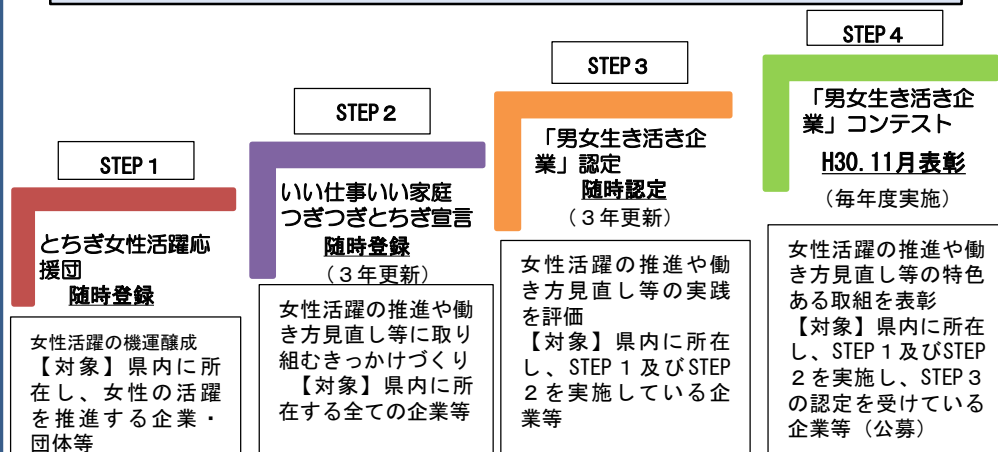 STEP 1
とちぎ女性活躍応
援団
随時登録
女性活躍の機運醸成
【対象】県内に所
在し、女性の活躍
を推進する企業・
団体等
STEP 2
いい仕事いい家庭
つぎつぎとちぎ宣言
随時登録
（３年更新）
女性活躍の推進や働
き方見直し等に取り
組むきっかけづくり
【対象】県内に所
在する全ての企業等
STEP 3
「男女生き活き企
業」認定
随時認定
（３年更新）
女性活躍の推進や働
き方見直し等の実践
を評価
【対象】県内に所在
し、STEP１及びSTEP
２を実施している企
業等
STEP 4
「男女生き活き企
業」コンテスト
H30.11月表彰
（毎年度実施）
女性活躍の推進や働
き方見直し等の特色
ある取組を表彰
【対象】県内に所在
し、STEP１及びSTEP
２を実施し、STEP３
の認定を受けている
企業等（公募）